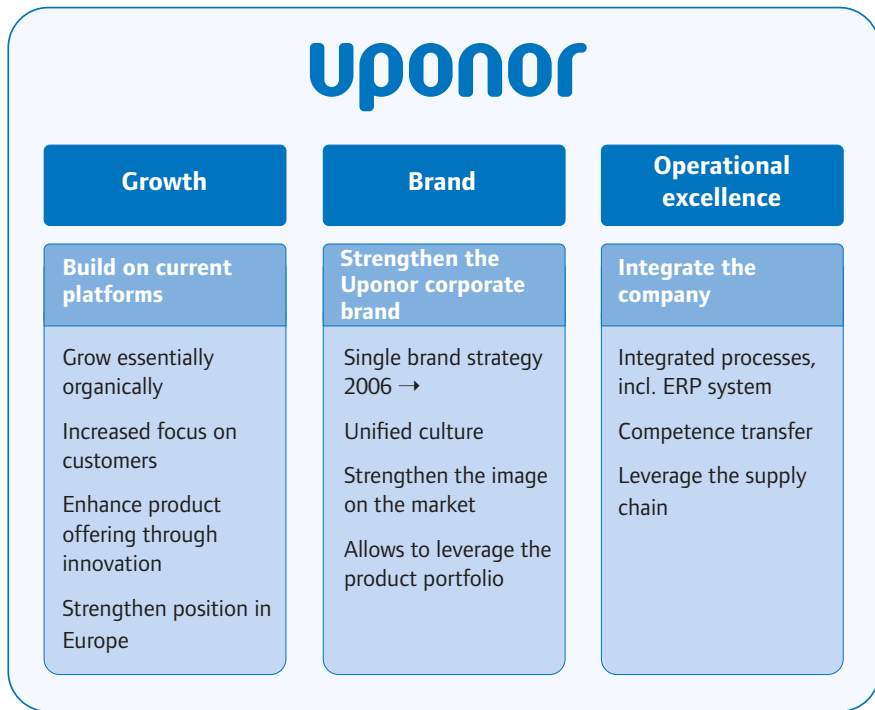 uponor
Growth
Build on current
platforms
Grow essentially
organically
Increased focus on
customers
Enhance product
offering through
innovation
Strengthen position in
Europe
Brand
Strengthen the
Uponor corporate
brand
Single brand strategy
2006 →
Unified culture
Strengthen the image
on the market
Allows to leverage the
product portfolio
Operational
excellence
Integrate the
company
Integrated processes,
incl. ERP system
Competence transfer
Leverage the supply
chain